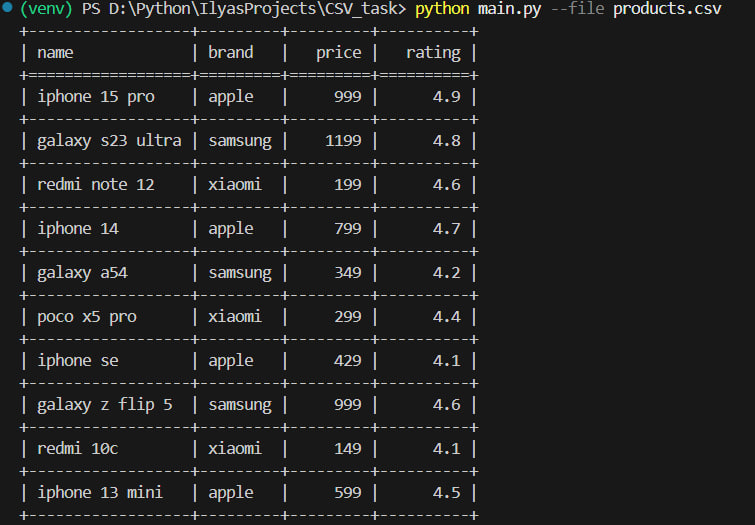 (venv) PS D:\Python\IlyasProjects\CSV_task> python main.py --file products.csv
+------------------+---------+---------+----------+
| name             | brand   |   price |   rating |
+==================+=========+=========+==========+
| iphone 15 pro    | apple   |     999 |      4.9 |
+------------------+---------+---------+----------+
| galaxy s23 ultra | samsung |    1199 |      4.8 |
+------------------+---------+---------+----------+
| redmi note 12    | xiaomi  |     199 |      4.6 |
+------------------+---------+---------+----------+
| iphone 14        | apple   |     799 |      4.7 |
+------------------+---------+---------+----------+
| galaxy a54       | samsung |     349 |      4.2 |
+------------------+---------+---------+----------+
| poco x5 pro      | xiaomi  |     299 |      4.4 |
+------------------+---------+---------+----------+
| iphone se        | apple   |     429 |      4.1 |
+------------------+---------+---------+----------+
| galaxy z flip 5  | samsung |     999 |      4.6 |
+------------------+---------+---------+----------+
| redmi 10c        | xiaomi  |     149 |      4.1 |
+------------------+---------+---------+----------+
| iphone 13 mini   | apple   |     599 |      4.5 |
+------------------+---------+---------+----------+